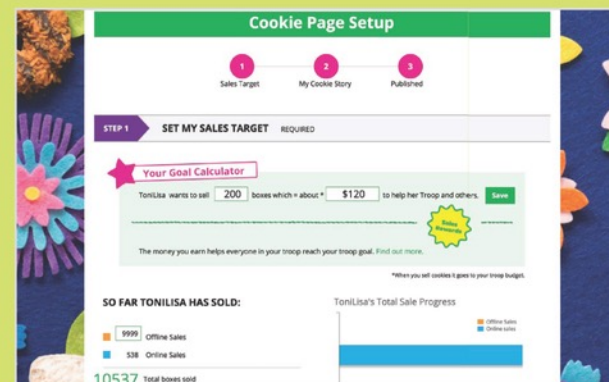 Cookie Page Setup
1 2 3
Sales Target My Cookie Story Published
STEP 1 SET MY SALES TARGET REQUIRED
Your Goal Calculator
ToniLisa wants to sell 200 boxes which = about * $120 to help her Troop and others. Save
Sales
Rewards
The money you earn helps everyone in your troop reach your troop goal. Find out more.
*When you sell cookies it goes to your troop budget.
SO FAR TONILISA HAS SOLD: ToniLisa's Total Sale Progress
Offline Sales
Online sales
9999 Offline Sales
538 Online Sales
10537 Total boxes sold